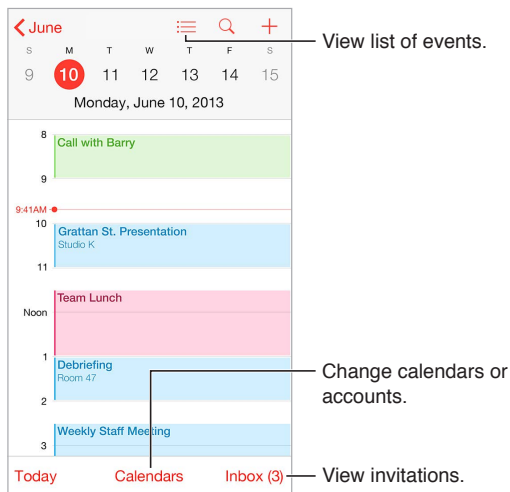 June
View list of events.
S M T W T F S
9 10 11 12 13 14 15
Monday, June 10, 2013
8
Call with Barry
9
9:41AM
10
Grattan St. Presentation
Studio K
11
Team Lunch
Noon
1
Debriefing
Room 47
Change calendars or
accounts.
2
Weekly Staff Meeting
3
Today Calendars Inbox (3)
View invitations.